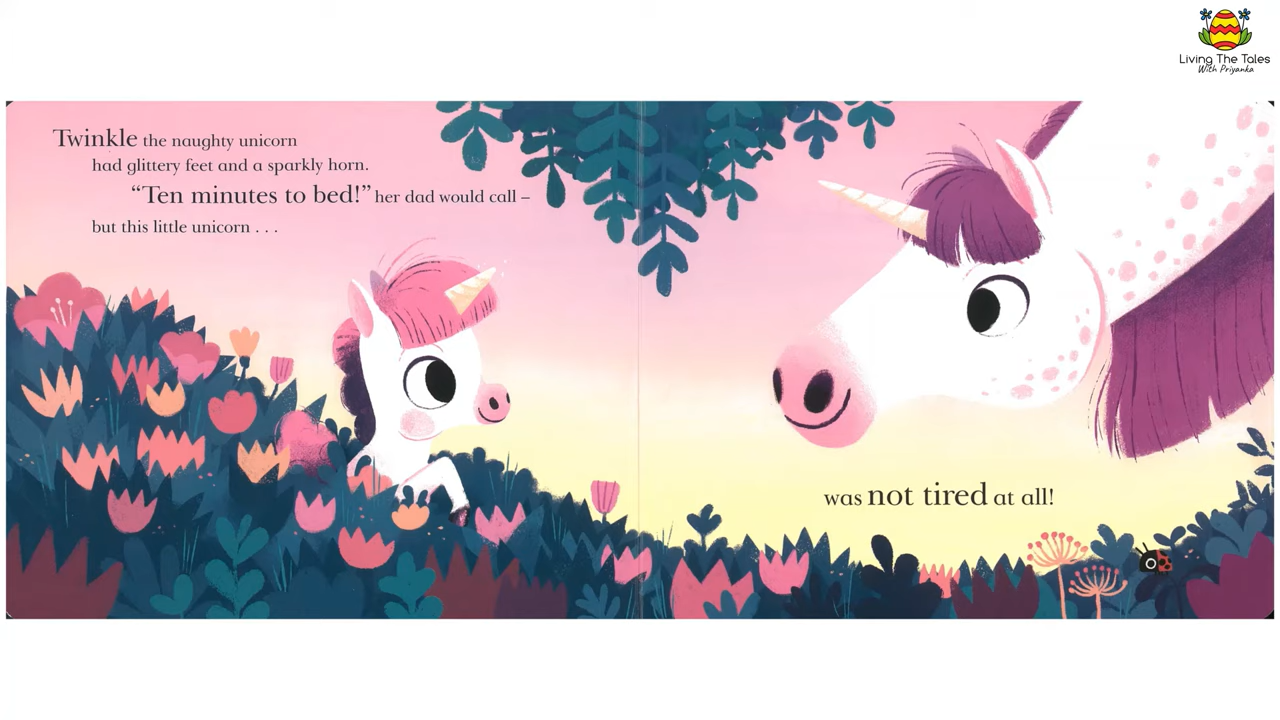 Living The Tales
With Priyanka
Twinkle the naughty unicorn
had glittery feet and a sparkly horn.
“Ten minutes to bed!” her dad would call –
but this little unicorn . . .
was not tired at all!